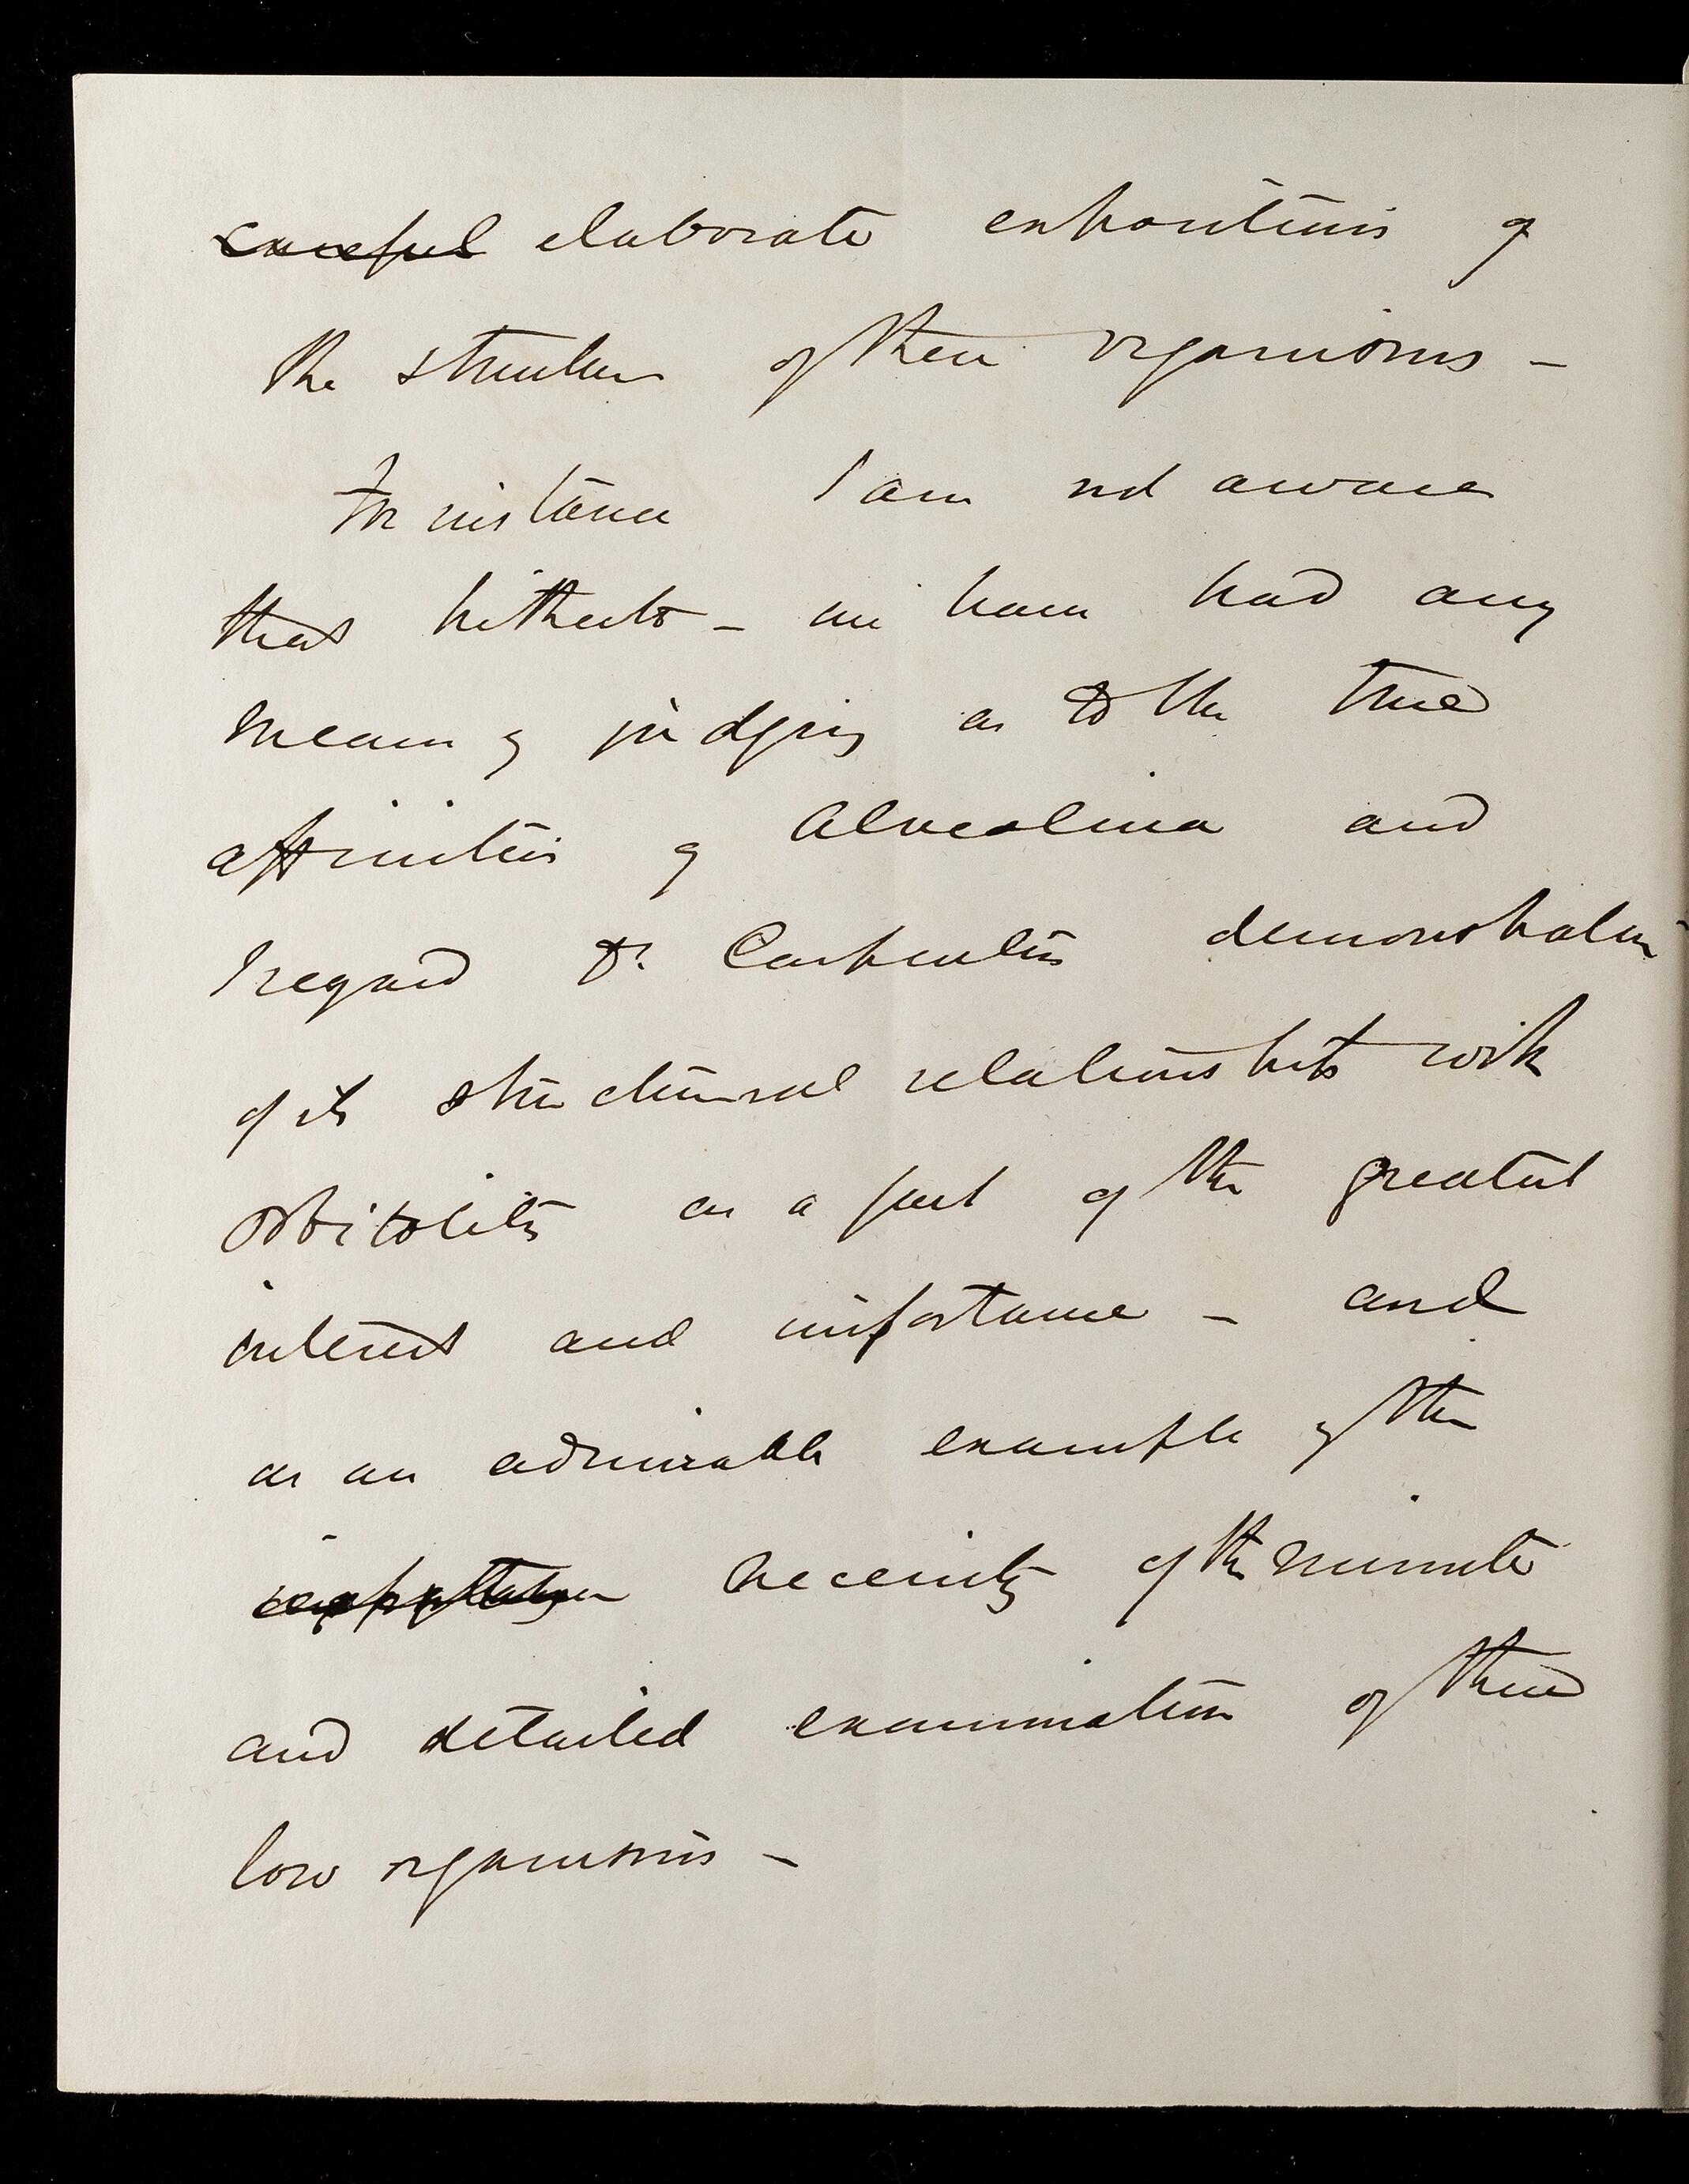 careful elaborate expositions of
the structure of these organisms –
For instance I am not aware
that hitherto – we have had any
means of judging as to the true
affinities of Alveolina and
I regard Dr. Carpenter's demonstration
of its structural relationships with
Orbitolites as a fact of the greatest
interest and importance – and
as an admirable example of the
necessity of the minute
and detailed examination of these
low organisms –